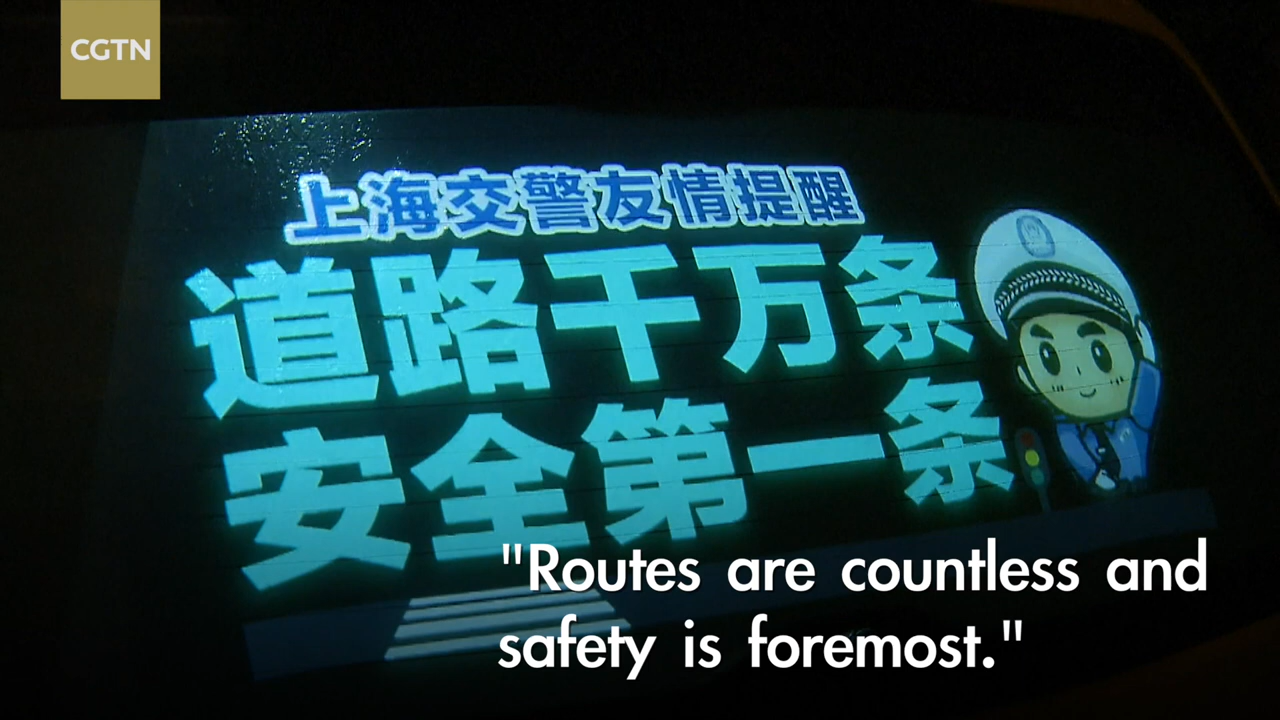 CGTN
上海交警友情提醒
道路千万条
安全第一条
"Routes are countless and
safety is foremost."